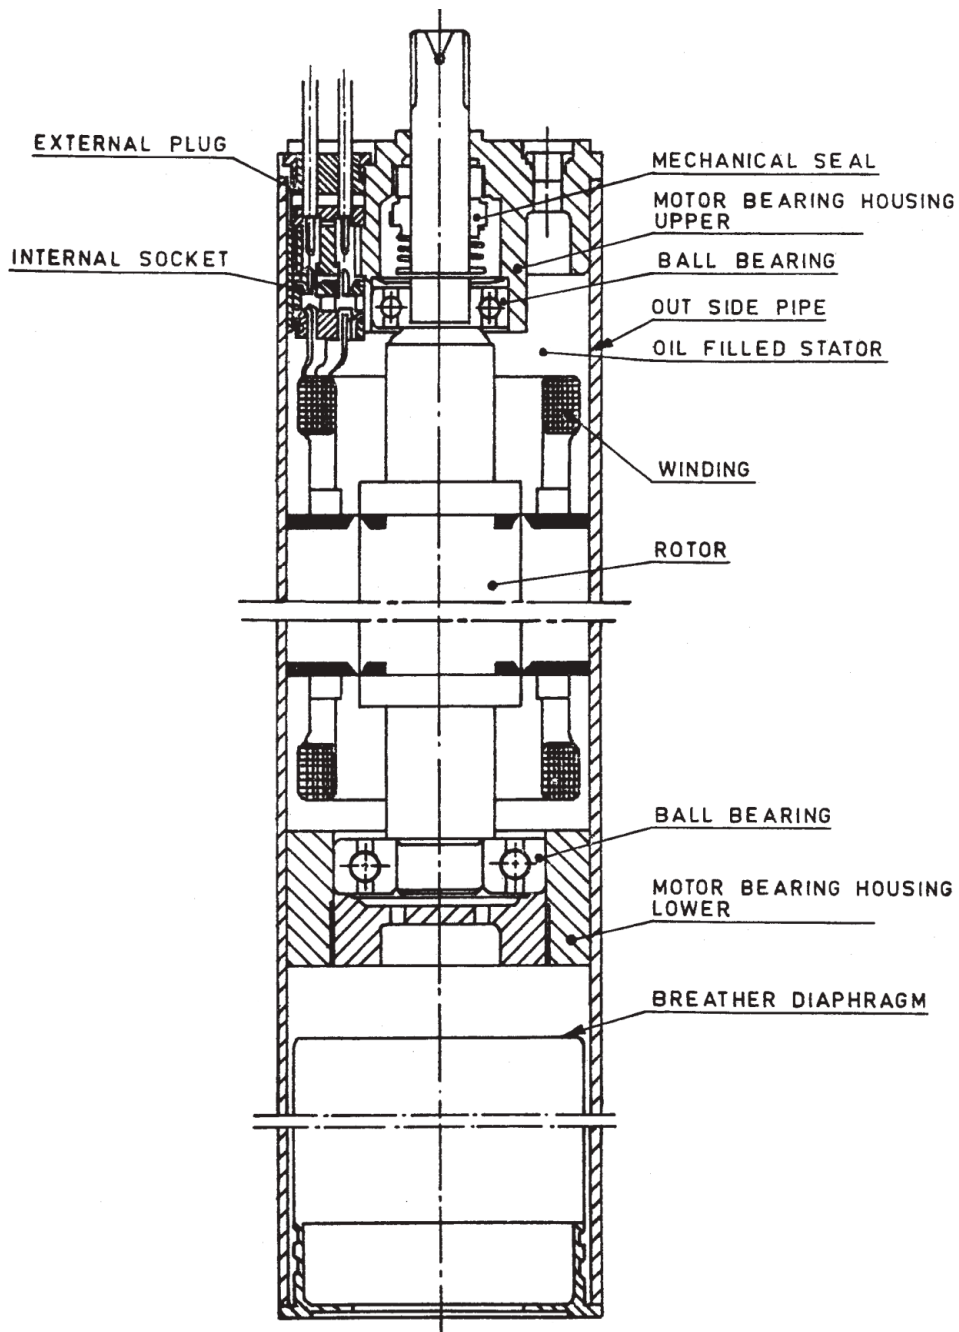 EXTERNAL PLUG
INTERNAL SOCKET
MECHANICAL SEAL
MOTOR BEARING HOUSING
UPPER
BALL BEARING
OUT SIDE PIPE
OIL FILLED STATOR
WINDING
ROTOR
BALL BEARING
MOTOR BEARING HOUSING
LOWER
BREATHER DIAPHRAGM